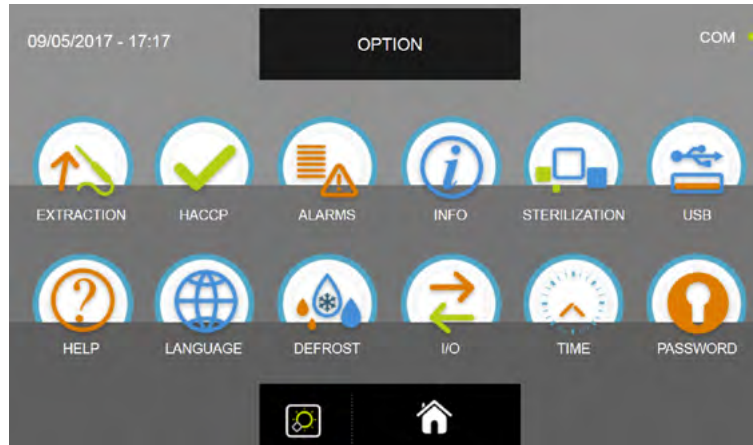 09/05/2017 - 17:17
OPTION
COM
EXTRACTION
HACCP
ALARMS
INFO
STERILIZATION
USB
HELP
LANGUAGE
DEFROST
I/O
TIME
PASSWORD